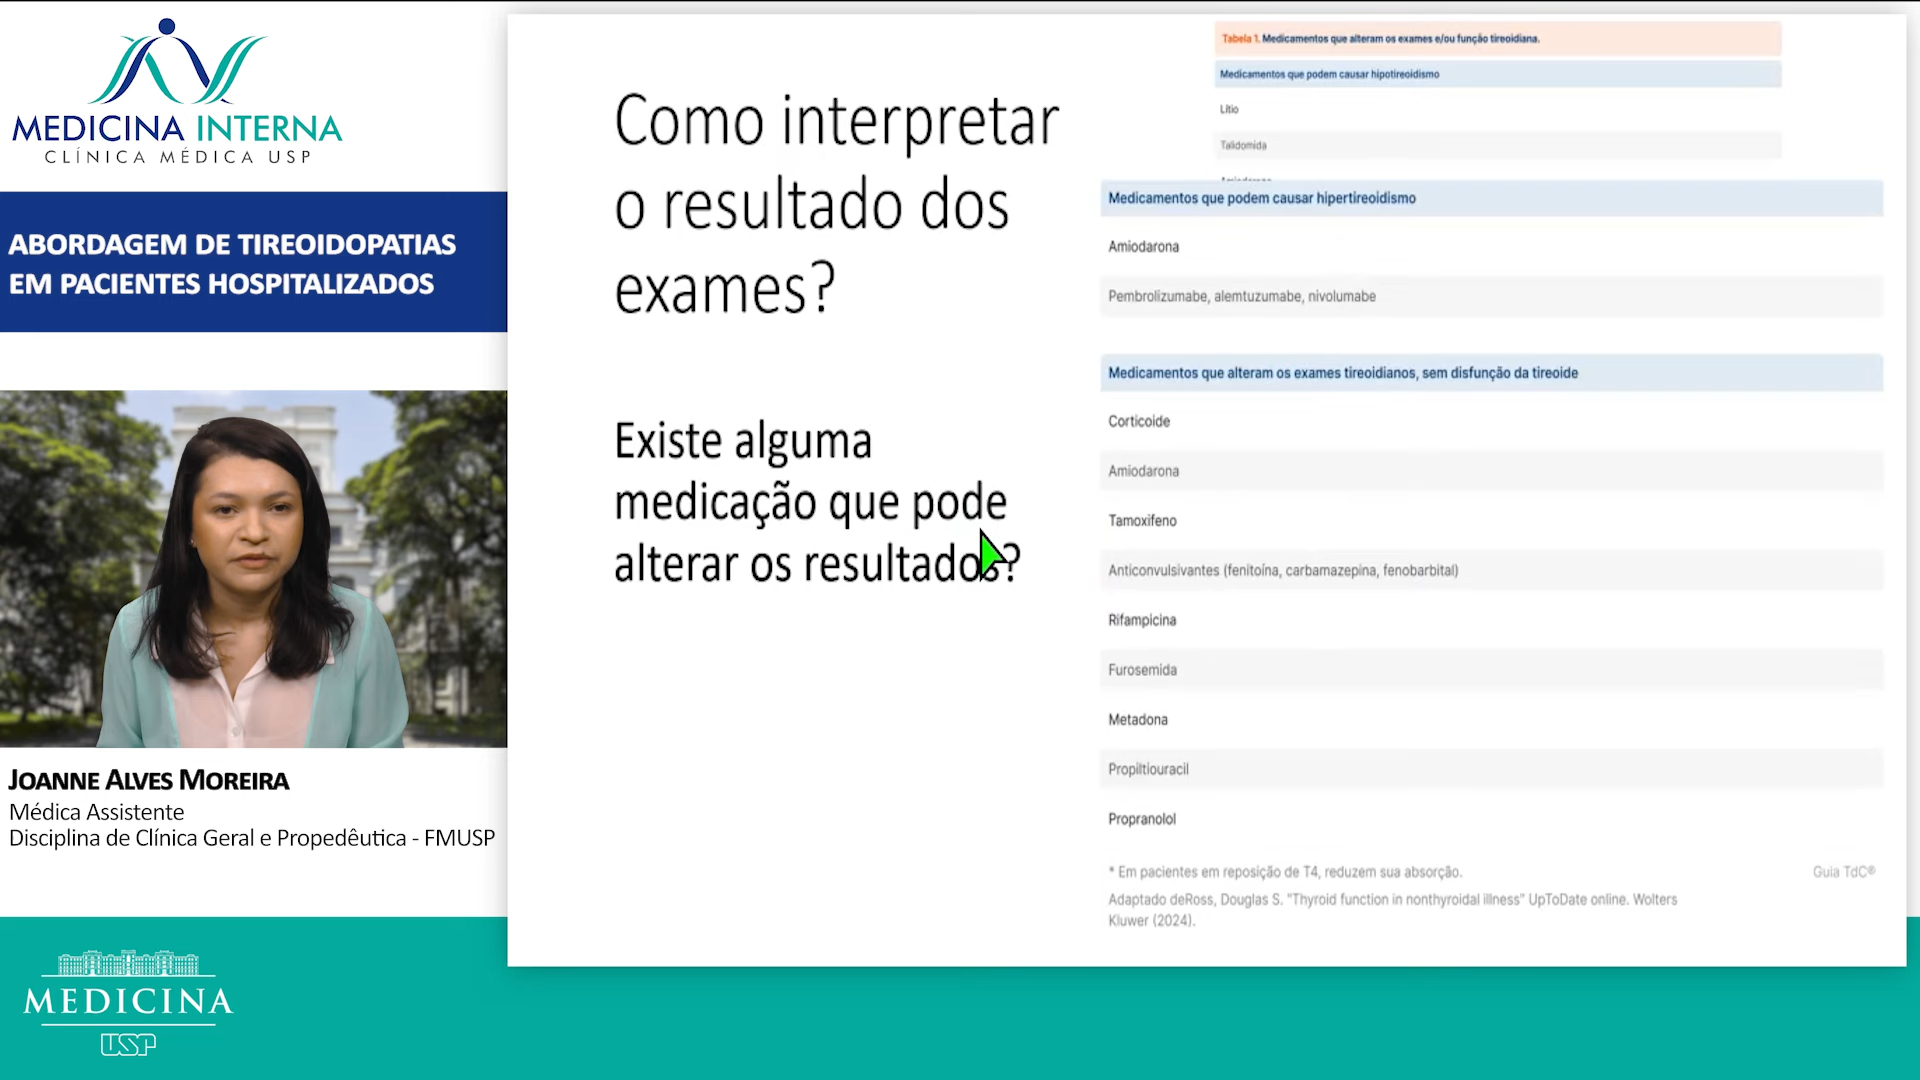 MEDICINA INTERNA
CLÍNICA MÉDICA USP
ABORDAGEM DE TIREOIDOPATIAS
EM PACIENTES HOSPITALIZADOS
JOANNE ALVES MOREIRA
Médica Assistente
Disciplina de Clínica Geral e Propedêutica - FMUSP
MEDICINA
USP
Como interpretar
o resultado dos
exames?
Existe alguma
medicação que pode
alterar os resultados?
Tabela 1. Medicamentos que alteram os exames e/ou função tireoidiana.
Medicamentos que podem causar hipotireoidismo
Lítio
Talidomida
Medicamentos que podem causar hipertireoidismo
Amiodarona
Pembrolizumabe, alemtuzumabe, nivolumabe
Medicamentos que alteram os exames tireoidianos, sem disfunção da tireoide
Corticoide
Amiodarona
Tamoxifeno
Anticonvulsivantes (fenitoína, carbamazepina, fenobarbital)
Rifampicina
Furosemida
Metadona
Propiltiouracil
Propranolol
* Em pacientes em reposição de T4, reduzem sua absorção.
Guia TdC®
Adaptado deRoss, Douglas S. "Thyroid function in nonthyroidal illness" UpToDate online. Wolters
Kluwer (2024).